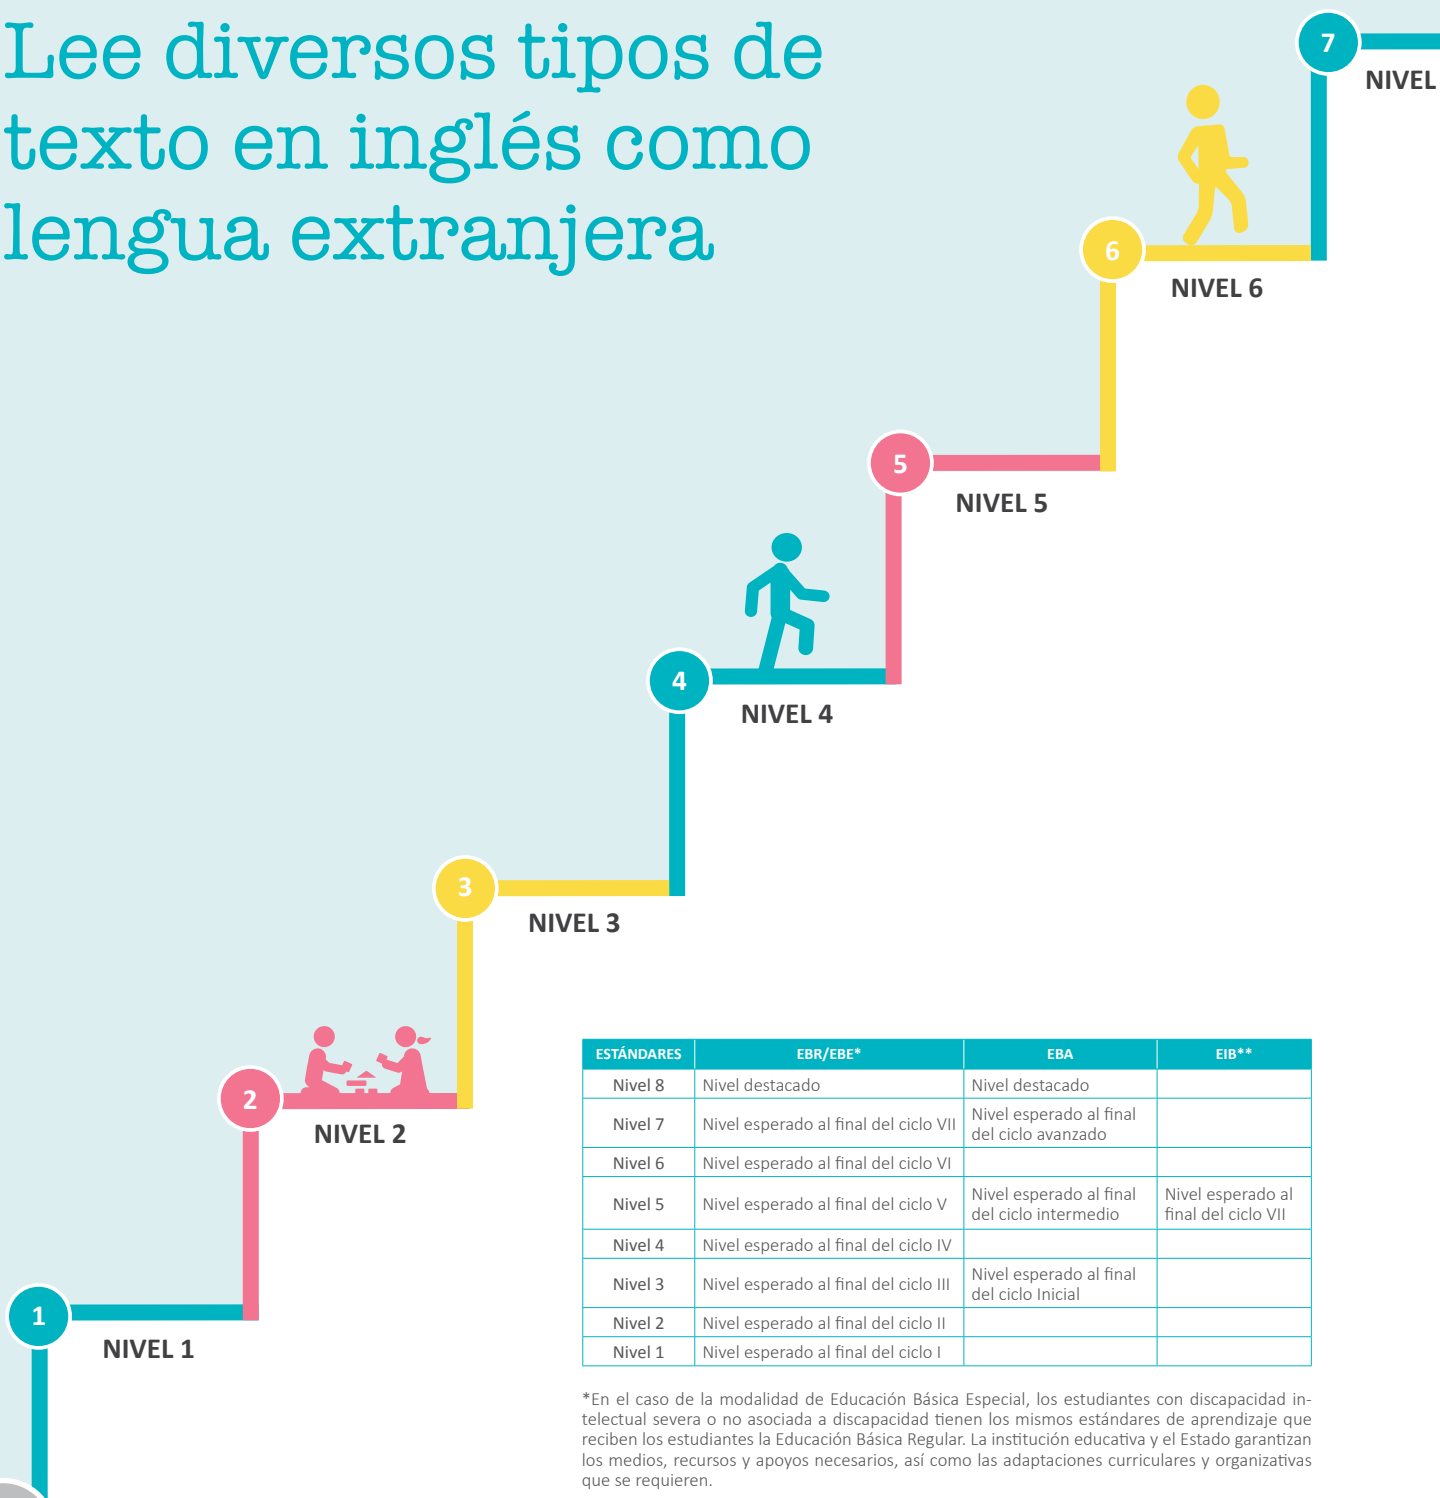 Lee diversos tipos de
texto en inglés como
lengua extranjera
7
NIVEL
6
NIVEL 6
5
NIVEL 5
4
NIVEL 4
3
NIVEL 3
2
NIVEL 2
1
NIVEL 1
ESTÁNDARES EBR/EBE* EBA EIB**
Nivel 8 Nivel destacado Nivel destacado
Nivel 7 Nivel esperado al final del ciclo VII Nivel esperado al final
del ciclo avanzado
Nivel 6 Nivel esperado al final del ciclo VI
Nivel 5 Nivel esperado al final del ciclo V Nivel esperado al final Nivel esperado al
del ciclo intermedio final del ciclo VII
Nivel 4 Nivel esperado al final del ciclo IV
Nivel 3 Nivel esperado al final del ciclo III Nivel esperado al final
del ciclo Inicial
Nivel 2 Nivel esperado al final del ciclo II
Nivel 1 Nivel esperado al final del ciclo I
*En el caso de la modalidad de Educación Básica Especial, los estudiantes con discapacidad in-
telectual severa o no asociada a discapacidad tienen los mismos estándares de aprendizaje que
reciben los estudiantes la Educación Básica Regular. La institución educativa y el Estado garantizan
los medios, recursos y apoyos necesarios, así como las adaptaciones curriculares y organizativas
que se requieren.